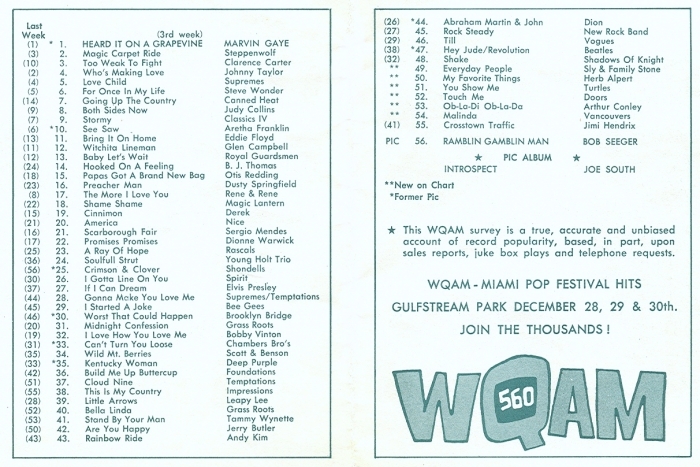 Last
Week (3rd week)
(1) * 1. HEARD IT ON A GRAPEVINE MARVIN GAYE
(3) 2. Magic Carpet Ride Steppenwolf
(10) 3. Too Weak To Fight Clarence Carter
(2) 4. Who's Making Love Johnny Taylor
(4) 5. Love Child Supremes
(5) 6. For Once In My Life Stevie Wonder
(14) 7. Going Up The Country Canned Heat
(9) 8. Both Sides Now Judy Collins
(7) 9. Stormy Classics IV
(6) *10. See Saw Aretha Franklin
(13) 11. Bring It On Home Eddie Floyd
(11) 12. Witchita Lineman Glen Campbell
(12) 13. Baby Let's Wait Royal Guardsmen
(24) 14. Hooked On a Feeling B. J. Thomas
(18) 15. Papas Got A Brand New Bag Otis Redding
(23) 16. Preacher Man Dusty Springfield
(8) 17. The More I Love You Rene & Rene
(22) 18. Shame Shame Magic Lantern
(15) 19. Cinnimon Derek
(21) 20. America Nice
(16) 21. Scarborough Fair Sergio Mendes
(17) 22. Promises Promises Dianne Warwick
(25) 23. A Ray Of Hope Rascals
(36) 24. Soulfull Strut Young Holt Trio
(56) *25. Crimson & Clover Shondells
(30) 26. I Gotta Line On You Spirit
(37) 27. If I Can Dream Elvis Presley
(44) 28. Gonna Make You Love Me Supremes/Temptations
(45) 29. I Started A Joke Bee Gees
(46) *30. Worst That Could Happen Brooklyn Bridge
(20) 31. Midnight Confession Grass Roots
(19) 32. I Love How You Love Me Bobby Vinton
(31) *33. Can't Turn You Loose Chambers Bro's
(35) 34. Wild Mt. Berries Scott & Benson
(33) *35. Kentucky Woman Deep Purple
(42) 36. Build Me Up Buttercup Foundations
(51) 37. Cloud Nine Temptations
(55) 38. This Is My Country Impressions
(28) 39. Little Arrows Leapy Lee
(52) 40. Bella Linda Grass Roots
(53) 41. Stand By Your Man Tammy Wynette
(50) 42. Are You Happy Jerry Butler
(43) 43. Rainbow Ride Andy Kim
(26) *44. Abraham Martin & John Dion
(27) 45. Rock Steady New Rock Band
(29) 46. Till Vogues
(38) *47. Hey Jude/Revolution Beatles
(32) 48. Shake Shadows Of Knight
** 49. Everyday People Sly & Family Stone
** 50. My Favorite Things Herb Alpert
** 51. You Show Me Turtles
** 52. Touch Me Doors
** 53. Ob-La-Di Ob-La-Da Arthur Conley
** 54. Malinda Vancouvers
(41) 55. Crosstown Traffic Jimi Hendrix
PIC 56. RAMBLIN GAMBLIN MAN BOB SEEGER
★ PIC ALBUM ★
INTROSPECT JOE SOUTH
**New on Chart
*Former Pic
★ This WQAM survey is a true, accurate and unbiased
account of record popularity, based, in part, upon
sales reports, juke box plays and telephone requests.
WQAM - MIAMI POP FESTIVAL HITS
GULFSTREAM PARK DECEMBER 28, 29 & 30th.
JOIN THE THOUSANDS!
WQAM
560